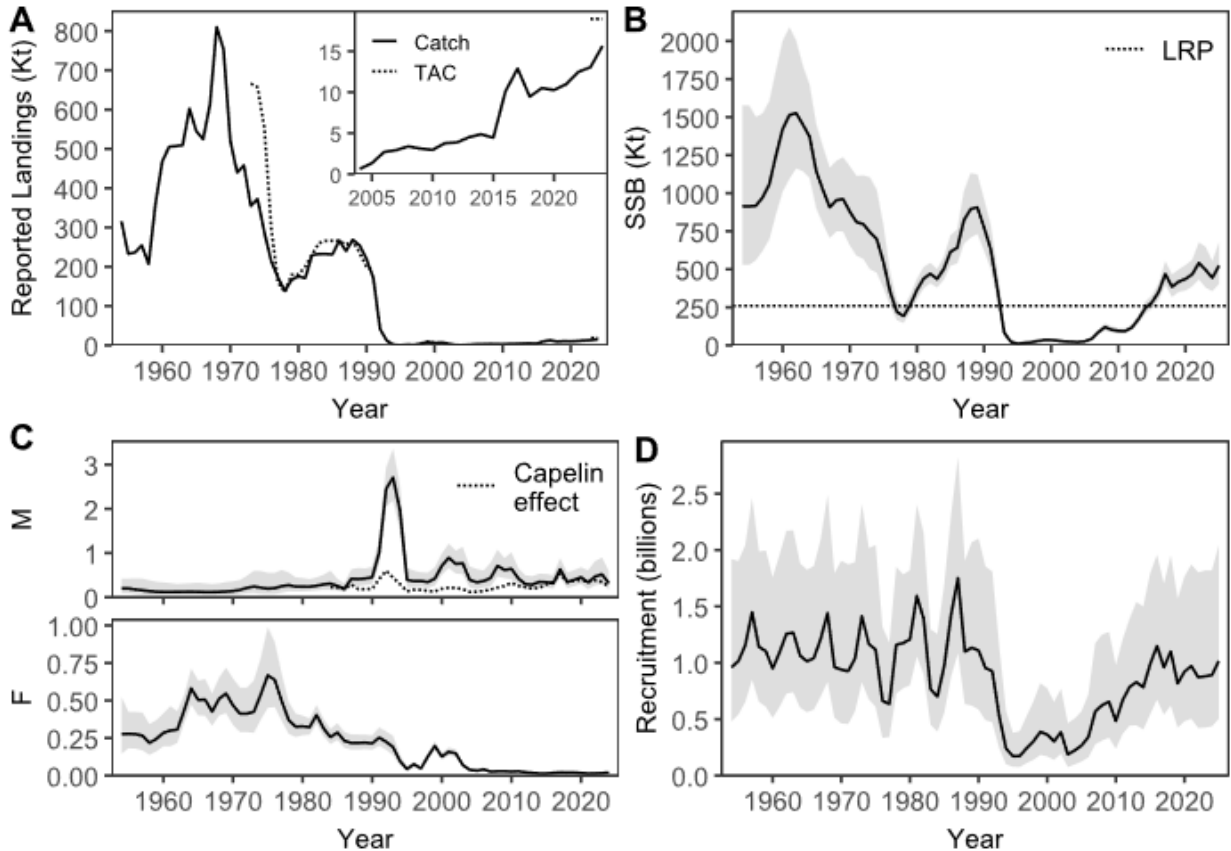 A
Reported Landings (Kt)
800
700
600
500
400
300
200
100
0
1960 1970 1980 1990 2000 2010 2020
Year
15
10
5
0
2005 2010 2015 2020
Catch
TAC
B
SSB (Kt)
2000
1750
1500
1250
1000
750
500
250
0
LRP
1960 1970 1980 1990 2000 2010 2020
Year
C
M
3
2
1
0
Capelin
effect
F
1.00
0.75
0.50
0.25
0.00
1960 1970 1980 1990 2000 2010 2020
Year
D
Recruitment (billions)
2.5
2.0
1.5
1.0
0.5
0.0
1960 1970 1980 1990 2000 2010 2020
Year